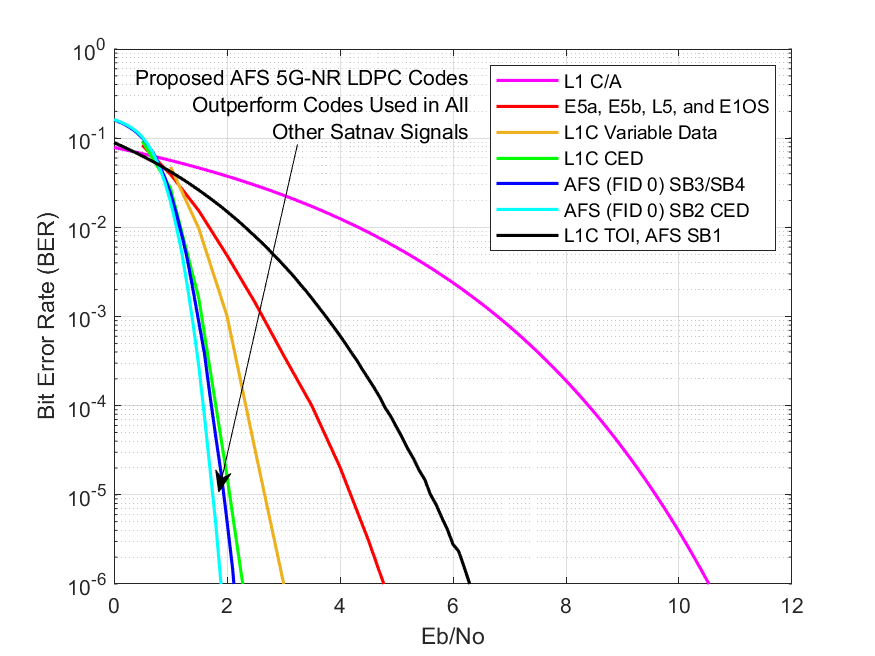 Proposed AFS 5G-NR LDPC Codes
Outperform Codes Used in All
Other Satnav Signals
L1 C/A
E5a, E5b, L5, and E1OS
L1C Variable Data
L1C CED
AFS (FID 0) SB3/SB4
AFS (FID 0) SB2 CED
L1C TOI, AFS SB1
Bit Error Rate (BER)
10^0
10^-1
10^-2
10^-3
10^-4
10^-5
10^-6
0 2 4 6 8 10 12
Eb/No